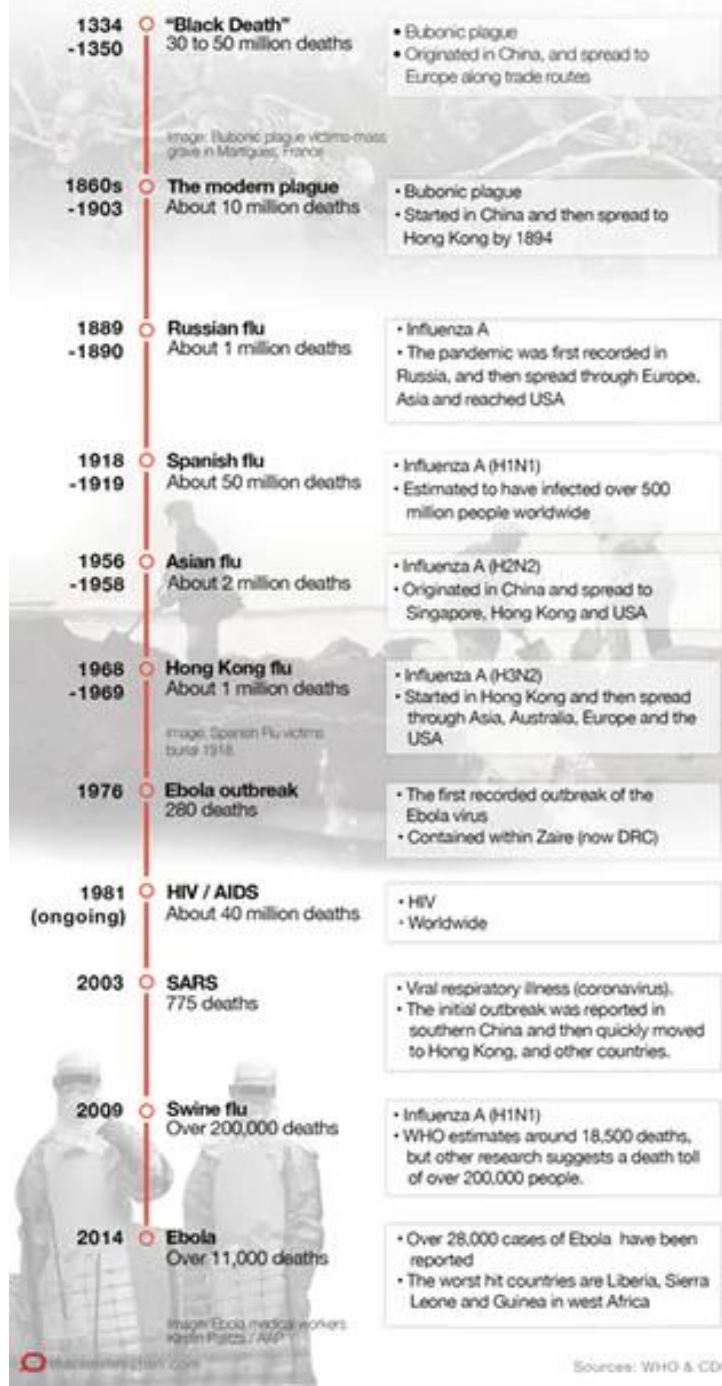 1334
-1350
"Black Death"
30 to 50 million deaths
• Bubonic plague
• Originated in China, and spread to
Europe along trade routes
Image: Bubonic plague victims-mass
grave in Martigues, France
1860s
-1903
The modern plague
About 10 million deaths
• Bubonic plague
• Started in China and then spread to
Hong Kong by 1894
1889
-1890
Russian flu
About 1 million deaths
• Influenza A
• The pandemic was first recorded in
Russia, and then spread through Europe,
Asia and reached USA
1918
-1919
Spanish flu
About 50 million deaths
• Influenza A (H1N1)
• Estimated to have infected over 500
million people worldwide
1956
-1958
Asian flu
About 2 million deaths
• Influenza A (H2N2)
• Originated in China and spread to
Singapore, Hong Kong and USA
1968
-1969
Hong Kong flu
About 1 million deaths
• Influenza A (H3N2)
• Started in Hong Kong and then spread
through Asia, Australia, Europe and the
USA
Image: Spanish Flu victims
burial 1918
1976
Ebola outbreak
280 deaths
• The first recorded outbreak of the
Ebola virus
• Contained within Zaire (now DRC)
1981
(ongoing)
HIV / AIDS
About 40 million deaths
• HIV
• Worldwide
2003
SARS
775 deaths
• Viral respiratory illness (coronavirus).
• The initial outbreak was reported in
southern China and then quickly moved
to Hong Kong, and other countries.
2009
Swine flu
Over 200,000 deaths
• Influenza A (H1N1)
• WHO estimates around 18,500 deaths,
but other research suggests a death toll
of over 200,000 people.
2014
Ebola
Over 11,000 deaths
• Over 28,000 cases of Ebola have been
reported
• The worst hit countries are Liberia, Sierra
Leone and Guinea in west Africa
Image: Ebola medical workers
/ AAP
Sources: WHO & CD